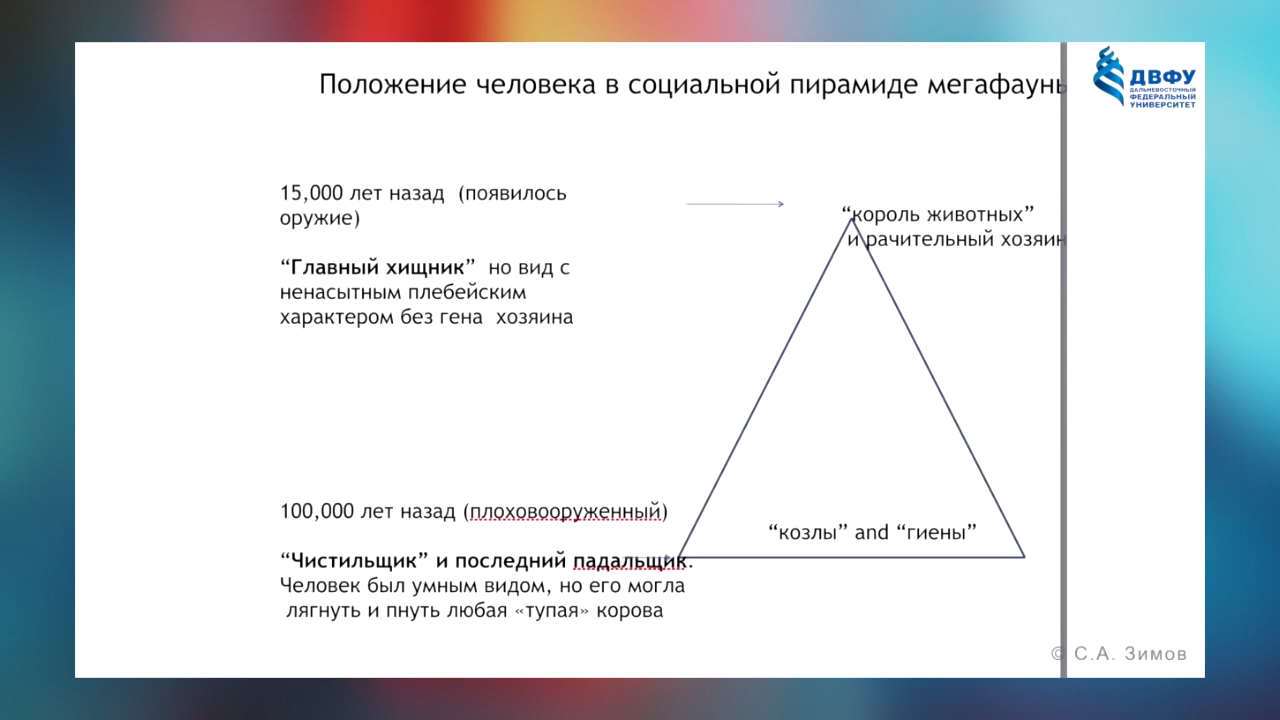 Положение человека в социальной пирамиде мегафауны
ДВФУ
ДАЛЬНЕВОСТОЧНЫЙ
ФЕДЕРАЛЬНЫЙ
УНИВЕРСИТЕТ
15,000 лет назад (появилось
оружие)
“король животных”
и рачительный хозяин
“Главный хищник” но вид с
ненасытным плебейским
характером без гена хозяина
100,000 лет назад (плоховооруженный)
“козлы” and “гиены”
“Чистильщик” и последний падальщик.
Человек был умным видом, но его могла
лягнуть и пнуть любая «тупая» корова
© С.А. Зимов